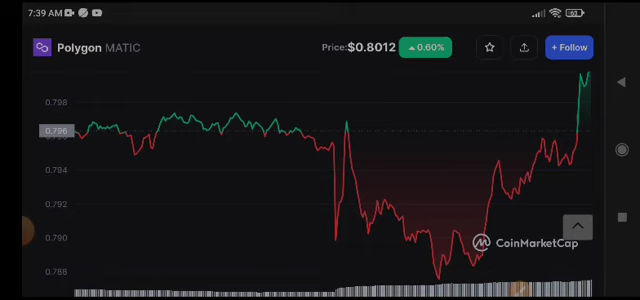 7:39 AM
63
Polygon MATIC
Price: $0.8012
0.60%
+ Follow
0.798
0.796
0.794
0.792
0.790
0.788
CoinMarketCap